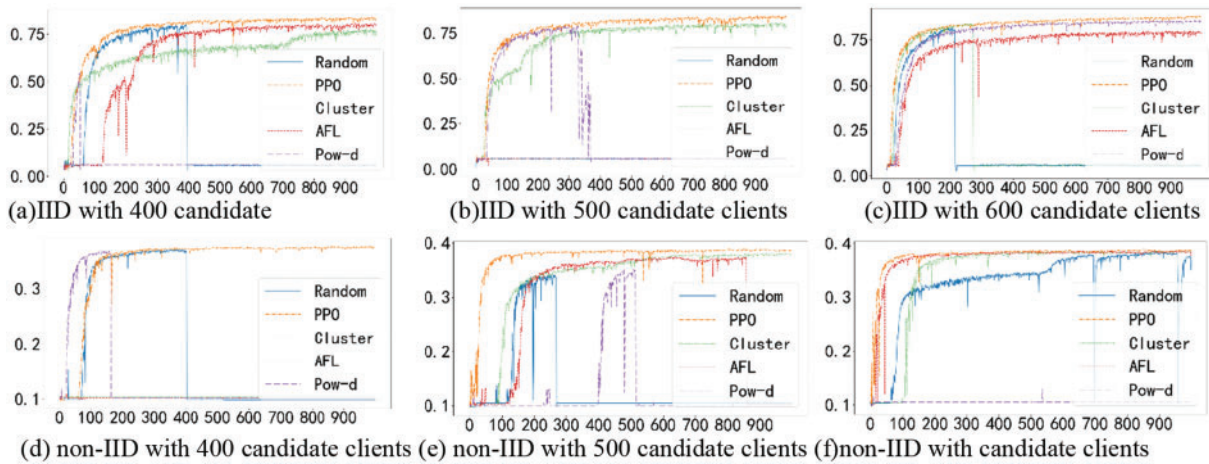 0.75
0.50
0.25
0.00
0 100 200 300 400 500 600 700 800 900
Random
PPO
Cluster
AFL
Pow-d
(a)IID with 400 candidate
0.75
0.50
0.25
0.00
0 100 200 300 400 500 600 700 800 900
Random
PPO
Cluster
AFL
Pow-d
(b)IID with 500 candidate clients
0.75
0.50
0.25
0.00
0 100 200 300 400 500 600 700 800 900
Random
PPO
Cluster
AFL
Pow-d
(c)IID with 600 candidate clients
0.3
0.2
0.1
0 100 200 300 400 500 600 700 800 900
Random
PPO
Cluster
AFL
Pow-d
(d) non-IID with 400 candidate clients
0.4
0.3
0.2
0.1
0 100 200 300 400 500 600 700 800 900
Random
PPO
Cluster
AFL
Pow-d
(e) non-IID with 500 candidate clients
0.4
0.3
0.2
0.1
0 100 200 300 400 500 600 700 800 900
Random
PPO
Cluster
AFL
Pow-d
(f)non-IID with candidate clients